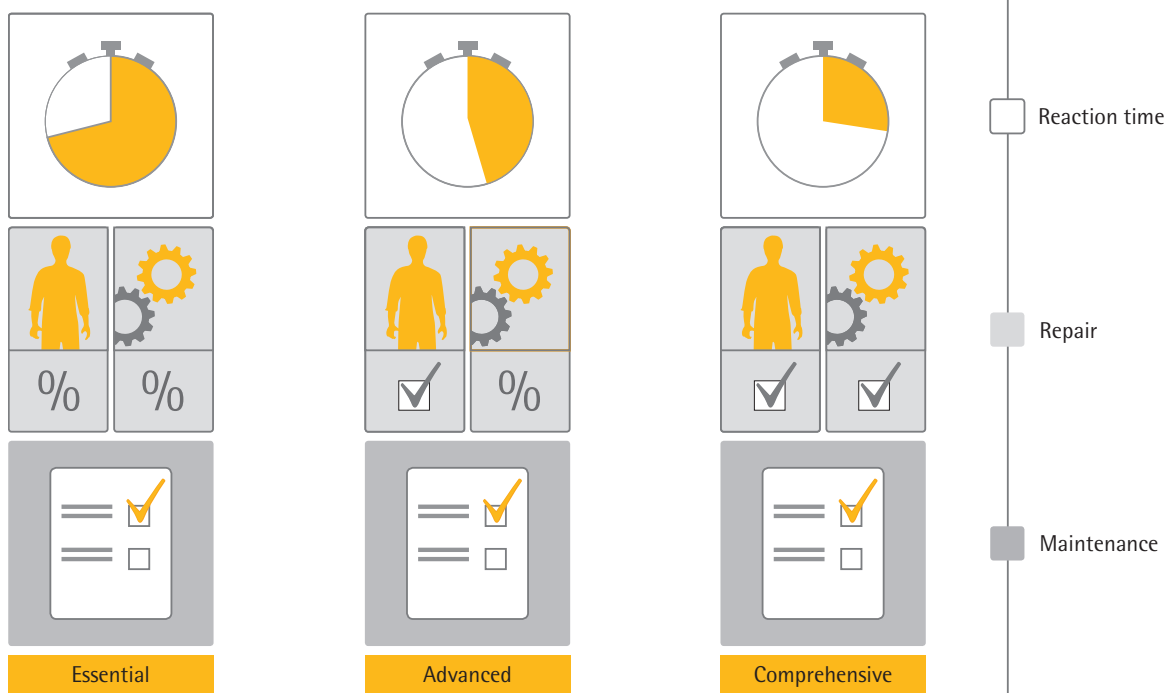 Reaction time
% %
%
Repair
Maintenance
Essential
Advanced
Comprehensive